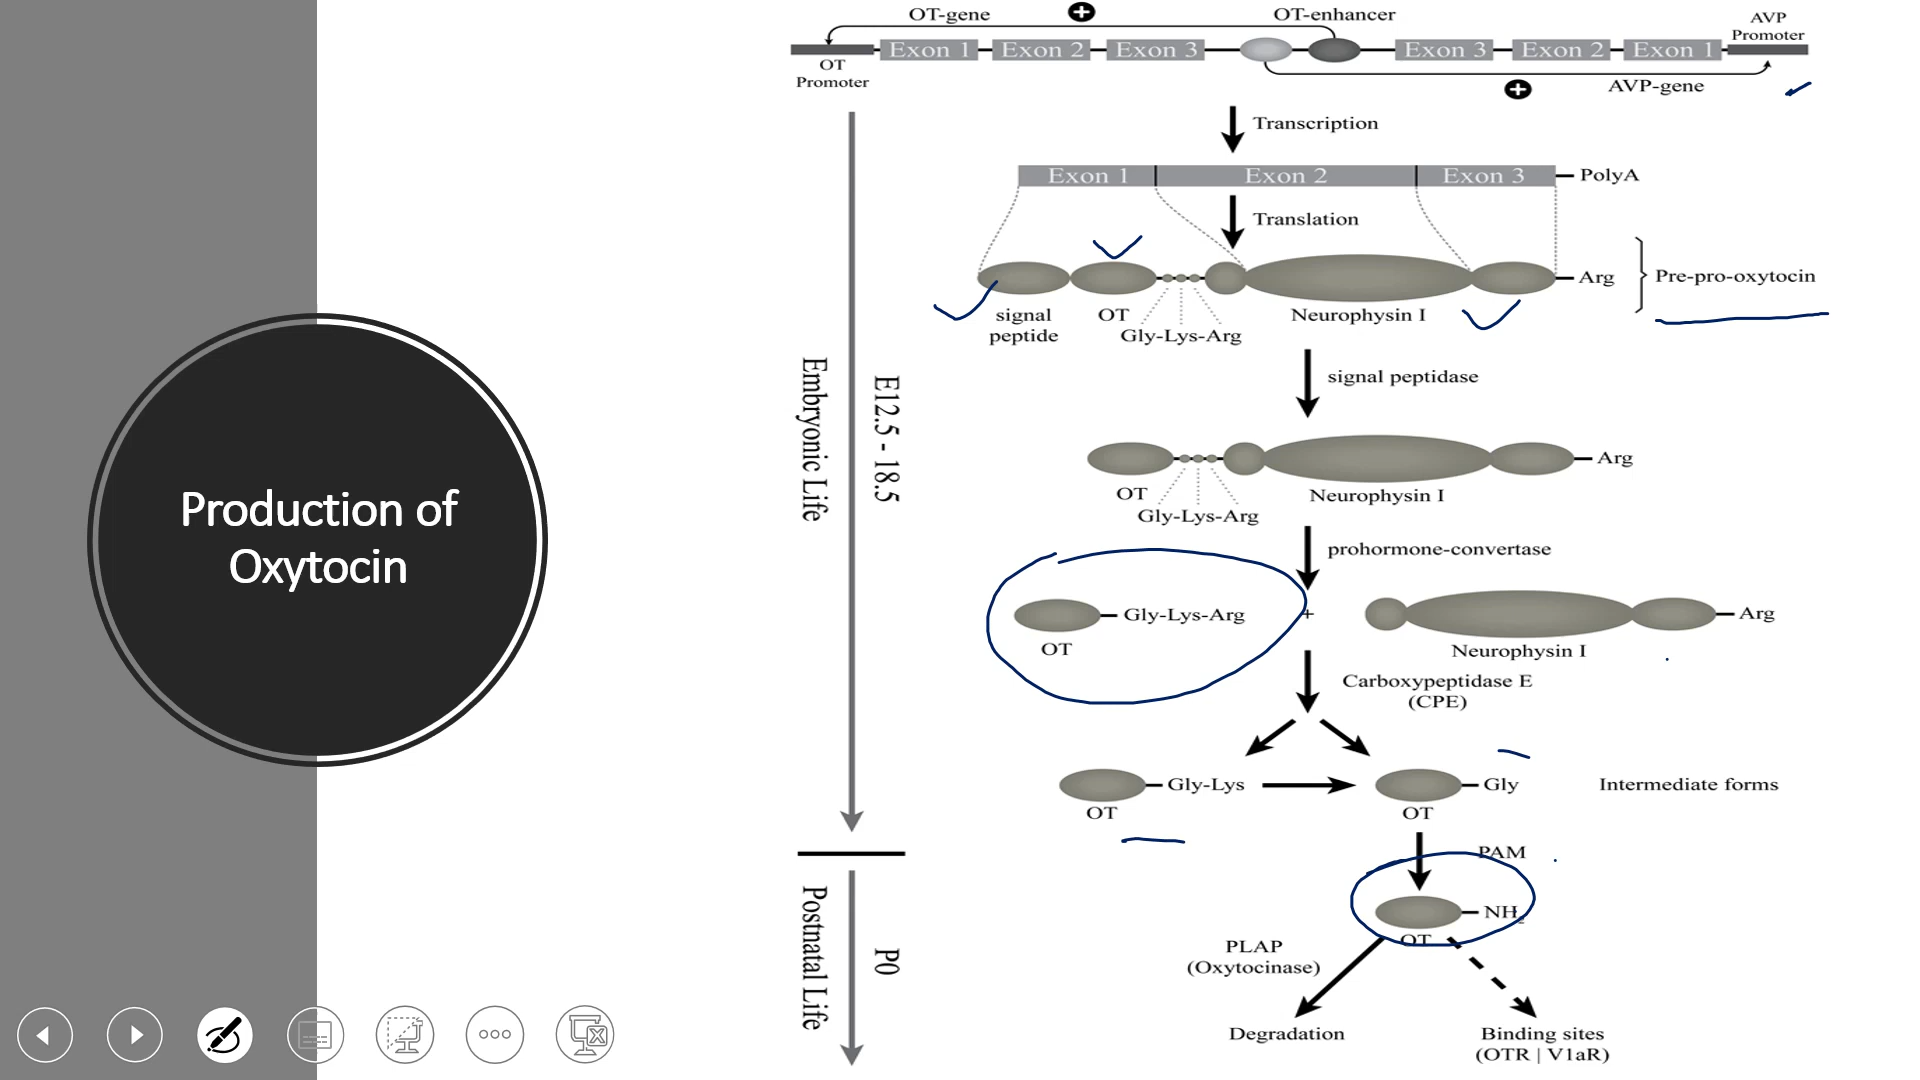 Production of
Oxytocin
OT-gene
OT-enhancer
AVP
Promoter
Exon 1
Exon 2
Exon 3
Exon 3
Exon 2
Exon 1
OT
Promoter
AVP-gene
Transcription
Exon 1
Exon 2
Exon 3
PolyA
Translation
Arg
Pre-pro-oxytocin
signal
peptide
OT
Gly-Lys-Arg
Neurophysin I
signal peptidase
Arg
OT
Gly-Lys-Arg
Neurophysin I
prohormone-convertase
Gly-Lys-Arg
+
Arg
OT
Neurophysin I
Carboxypeptidase E
(CPE)
Gly-Lys
Gly
Intermediate forms
OT
OT
PAM
NH2
OT
PLAP
(Oxytocinase)
Degradation
Binding sites
(OTR | V1aR)
Embryonic Life
E12.5 - 18.5
Postnatal Life
P0